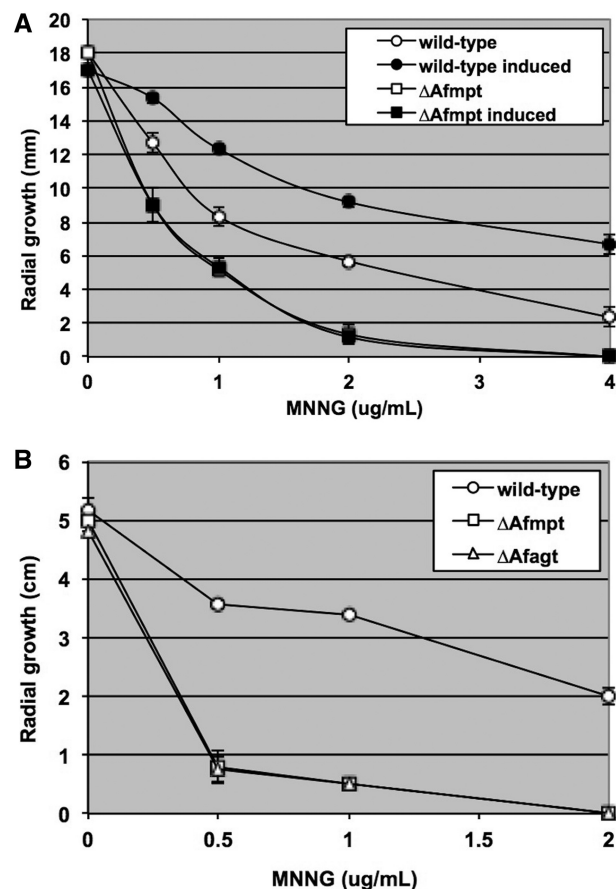 A
20
18
16
14
12
10
8
6
4
2
0
Radial growth (mm)
wild-type
wild-type induced
ΔAfmpt
ΔAfmpt induced
0 1 2 3 4
MNNG (ug/mL)
B
6
5
4
3
2
1
0
Radial growth (cm)
wild-type
ΔAfmpt
ΔAfagt
0 0.5 1 1.5 2
MNNG (ug/mL)